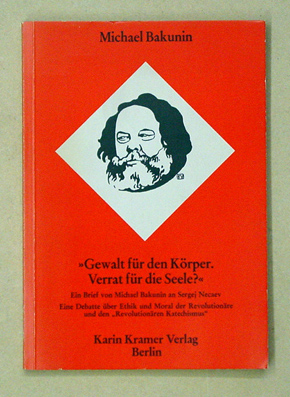 Michael Bakunin
»Gewalt für den Körper.
Verrat für die Seele?«
Ein Brief von Michael Bakunin an Sergej Nečaev
Eine Debatte über Ethik und Moral der Revolutionäre
und den „Revolutionären Katechismus"
Karin Kramer Verlag
Berlin